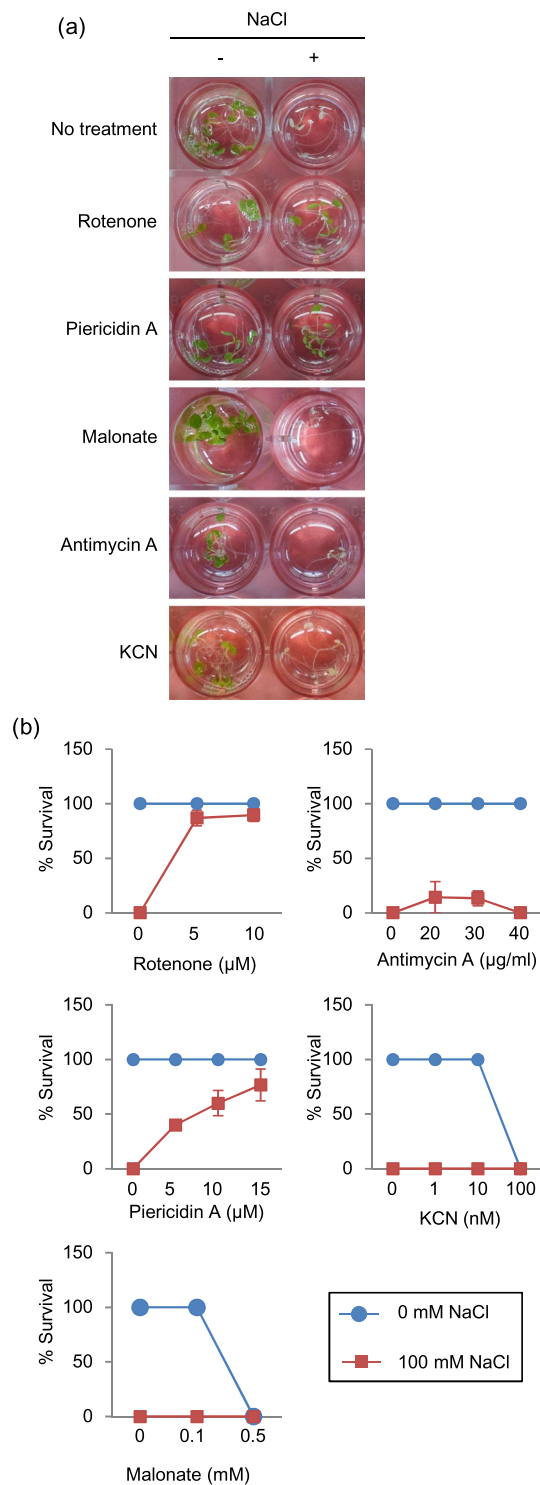 (a)
NaCl
- +
No treatment
Rotenone
Piericidin A
Malonate
Antimycin A
KCN
(b)
150
100
50
0
% Survival
0 5 10
Rotenone (µM)
150
100
50
0
% Survival
0 20 30 40
Antimycin A (µg/ml)
150
100
50
0
% Survival
0 5 10 15
Piericidin A (µM)
150
100
50
0
% Survival
0 1 10 100
KCN (nM)
150
100
50
0
% Survival
0 0.1 0.5
Malonate (mM)
0 mM NaCl
100 mM NaCl